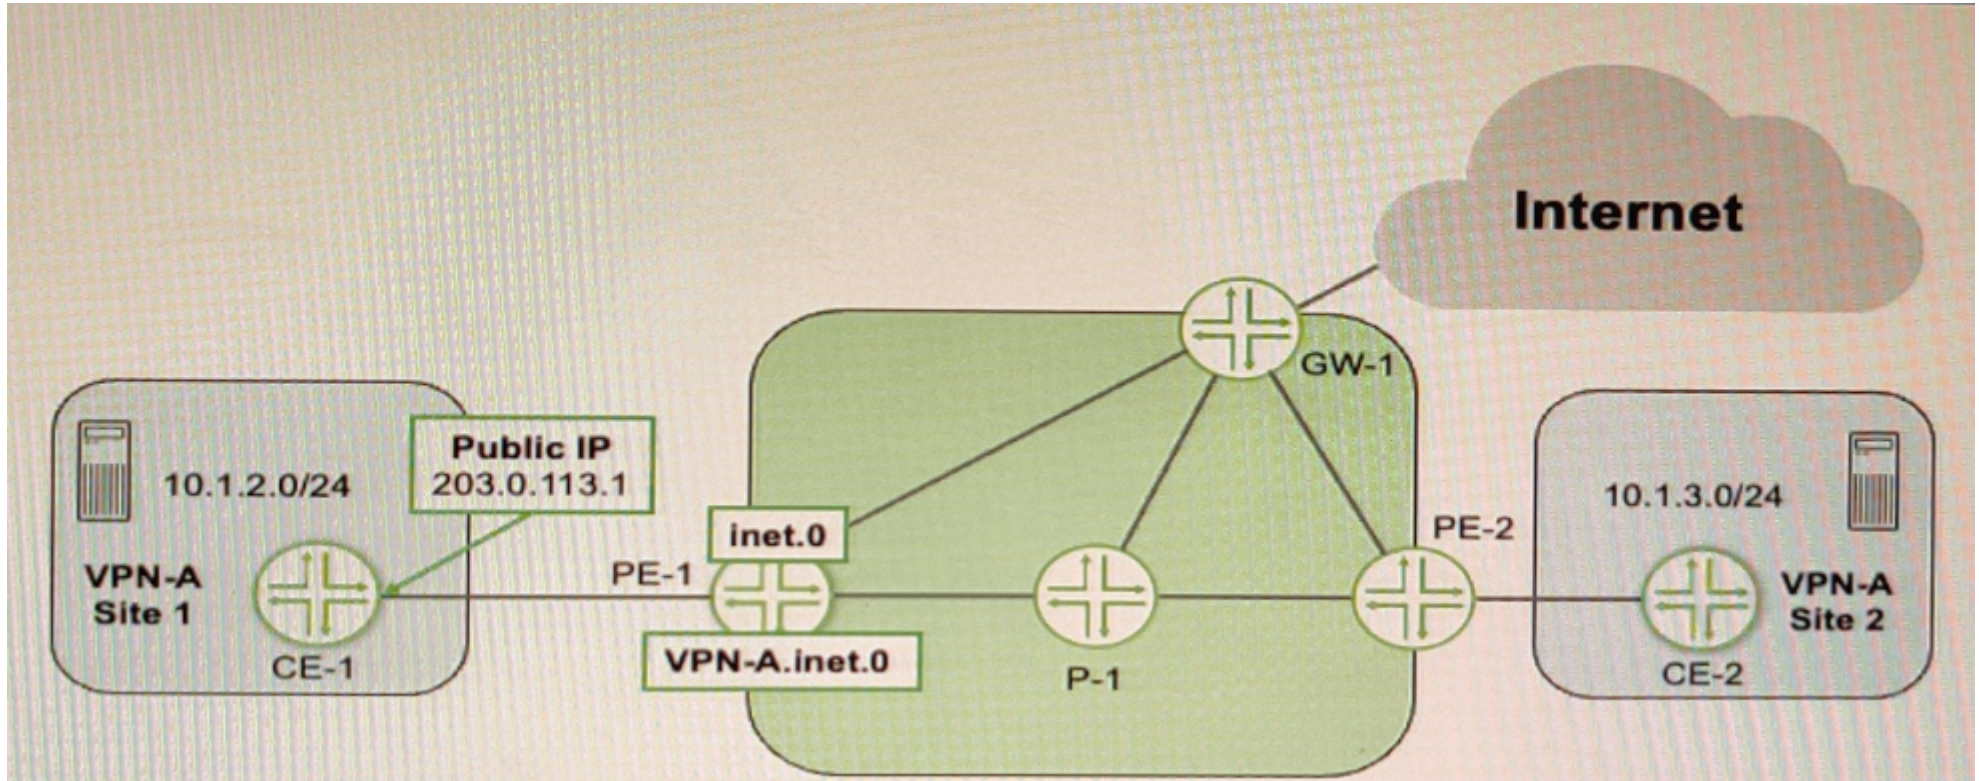 Internet
GW-1
Public IP
203.0.113.1
10.1.2.0/24
VPN-A
Site 1
CE-1
PE-1
inet.0
VPN-A.inet.0
P-1
PE-2
10.1.3.0/24
VPN-A
Site 2
CE-2